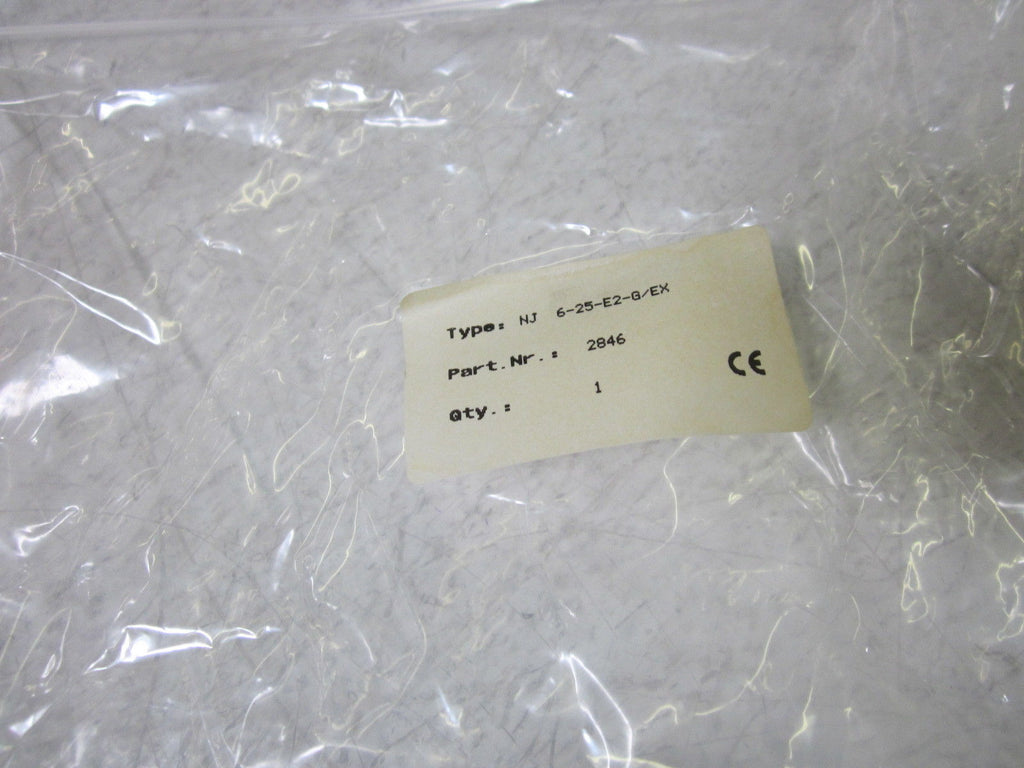 Type: NJ 6-25-E2-G/EX
Part.Nr.: 2846
Qty.: 1
CE